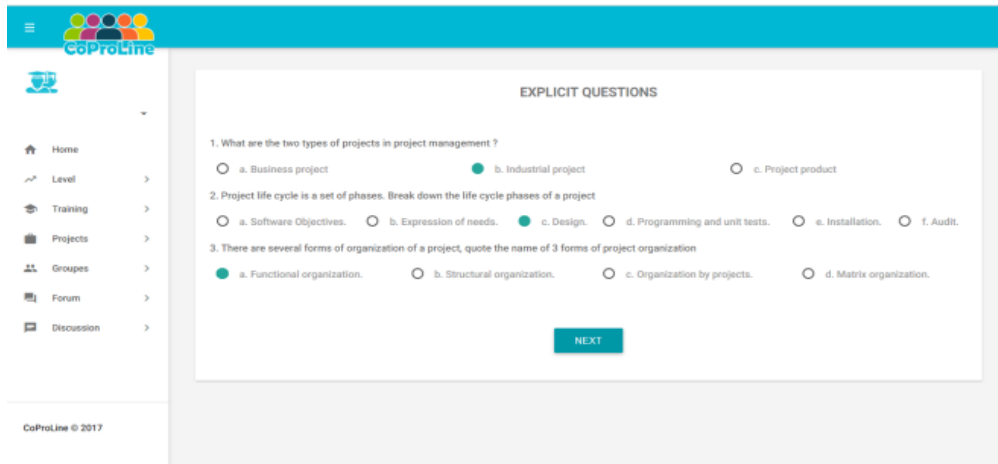 CoProLine
EXPLICIT QUESTIONS
Home
Level
Training
Projects
Groupes
Forum
Discussion
CoProLine © 2017
1. What are the two types of projects in project management ?
a. Business project b. Industrial project c. Project product
2. Project life cycle is a set of phases. Break down the life cycle phases of a project
a. Software Objectives. b. Expression of needs. c. Design. d. Programming and unit tests. e. Installation. f. Audit.
3. There are several forms of organization of a project, quote the name of 3 forms of project organization
a. Functional organization. b. Structural organization. c. Organization by projects. d. Matrix organization.
NEXT